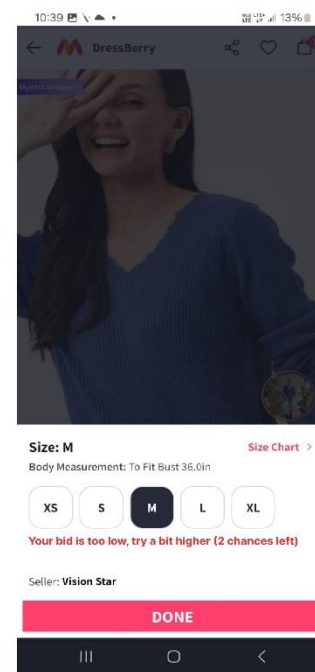 10:39
13%
DressBerry
Size: M
Size Chart >
Body Measurement: To Fit Bust 36.0in
XS S M L XL
Your bid is too low, try a bit higher (2 chances left)
Seller: Vision Star
DONE